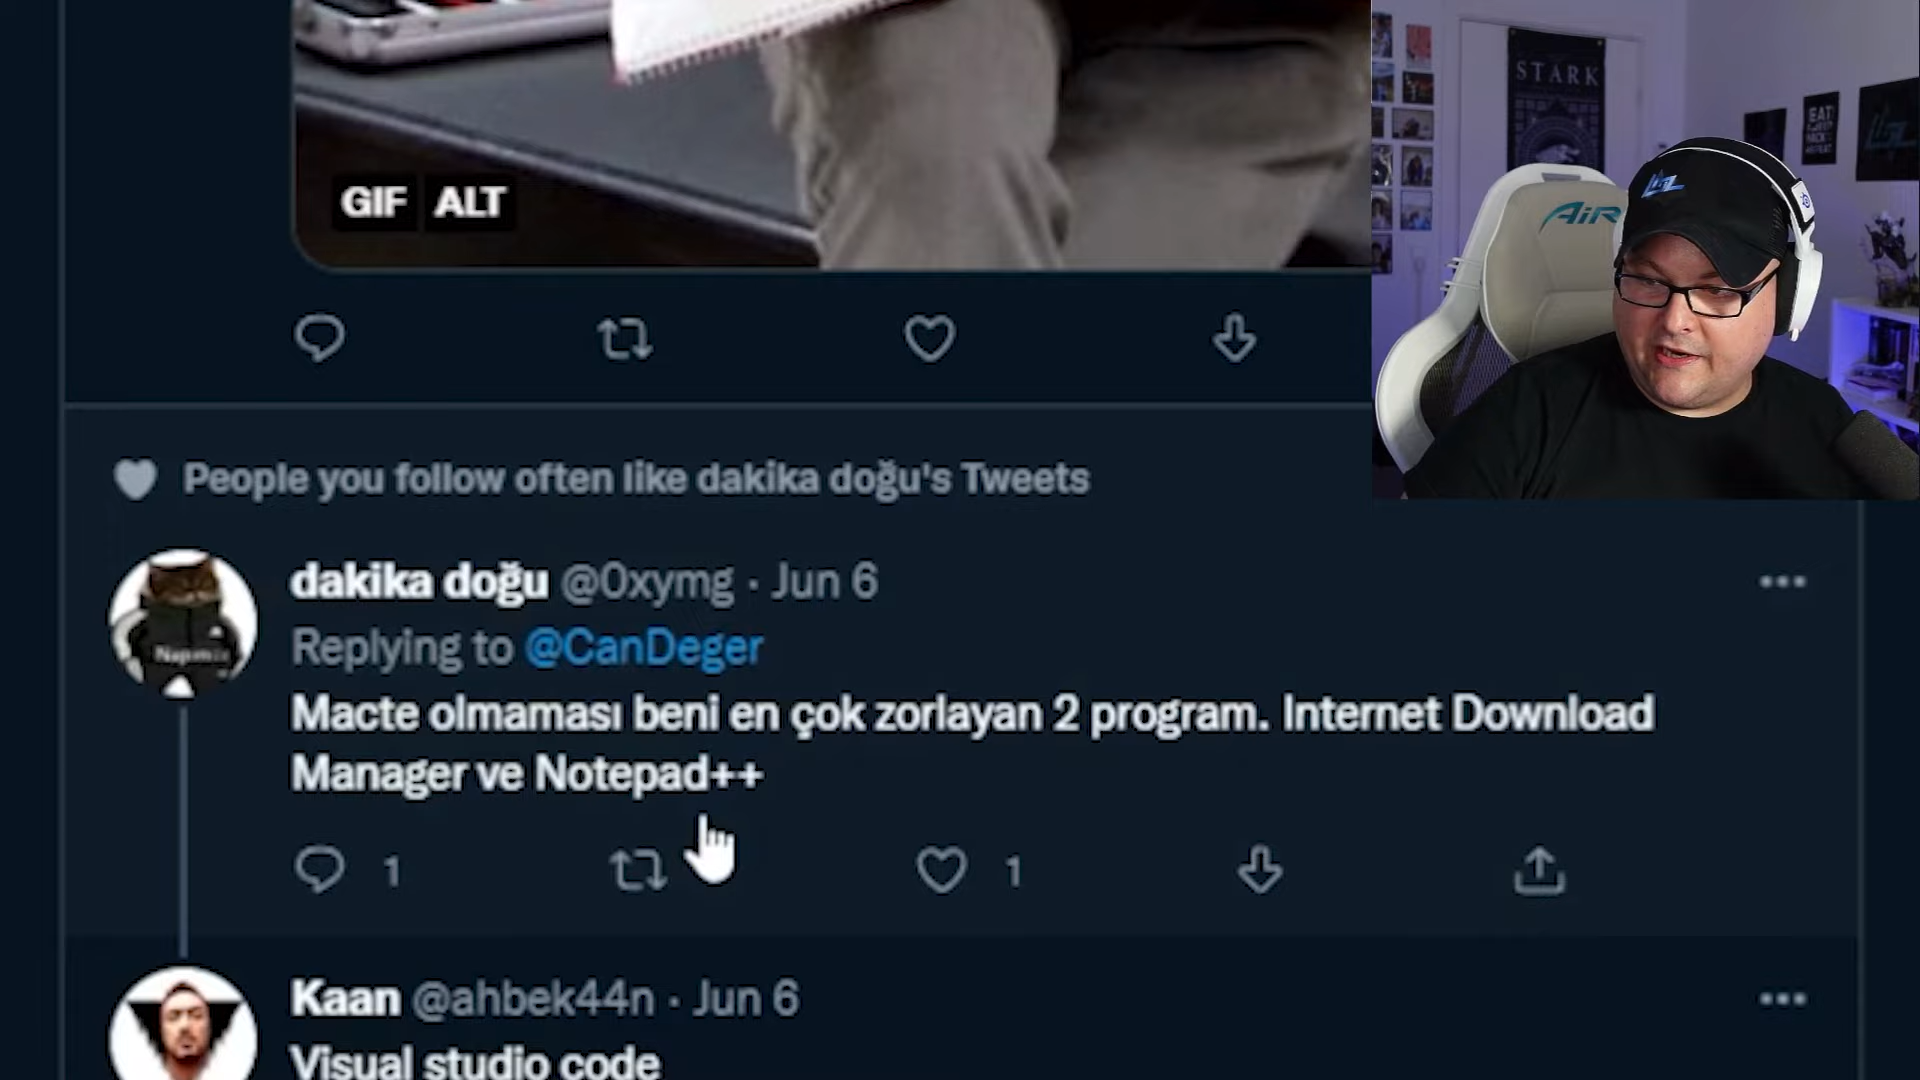 STARK
EAT
AiR
GIF ALT
People you follow often like dakika doğu's Tweets
dakika doğu @0xymg · Jun 6
Replying to @CanDeger
Macte olmaması beni en çok zorlayan 2 program. Internet Download
Manager ve Notepad++
1
1
Kaan @ahbek44n · Jun 6
Visual studio code